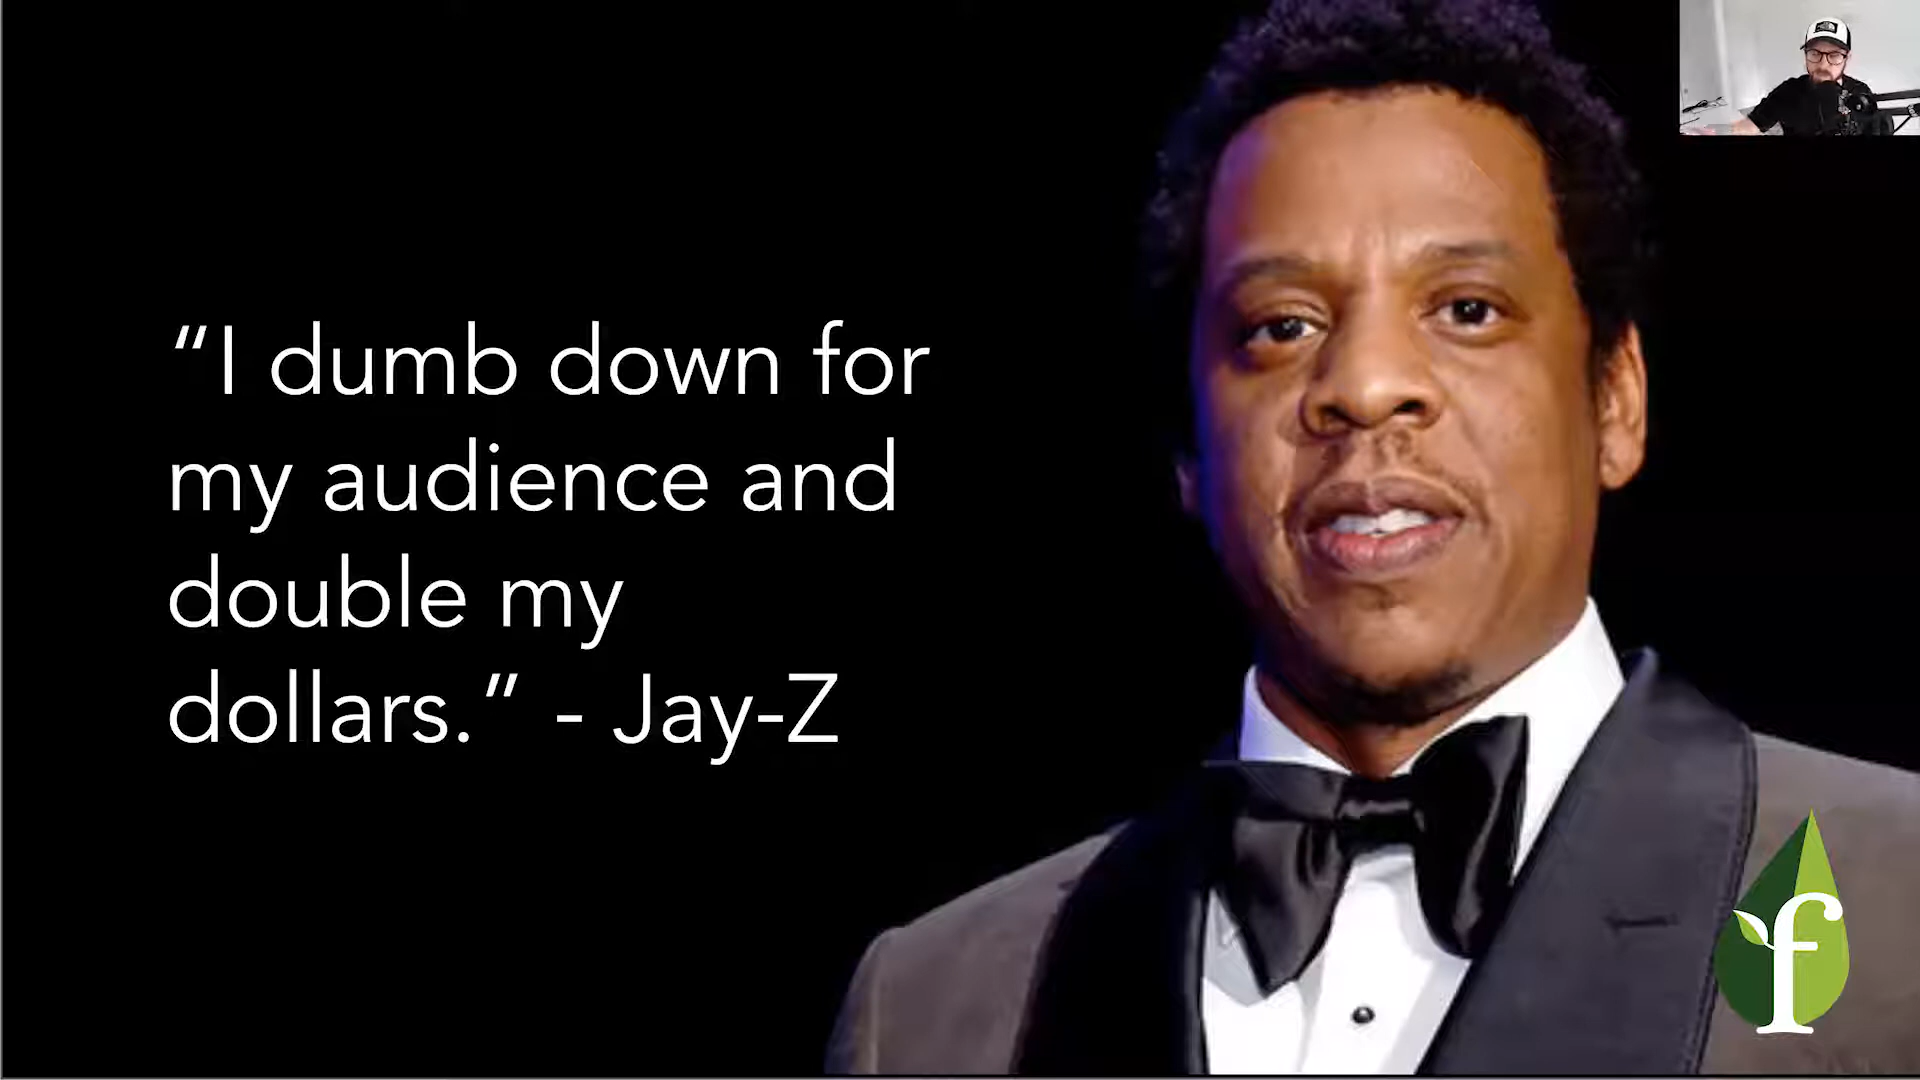 “I dumb down for
my audience and
double my
dollars.” - Jay-Z
f